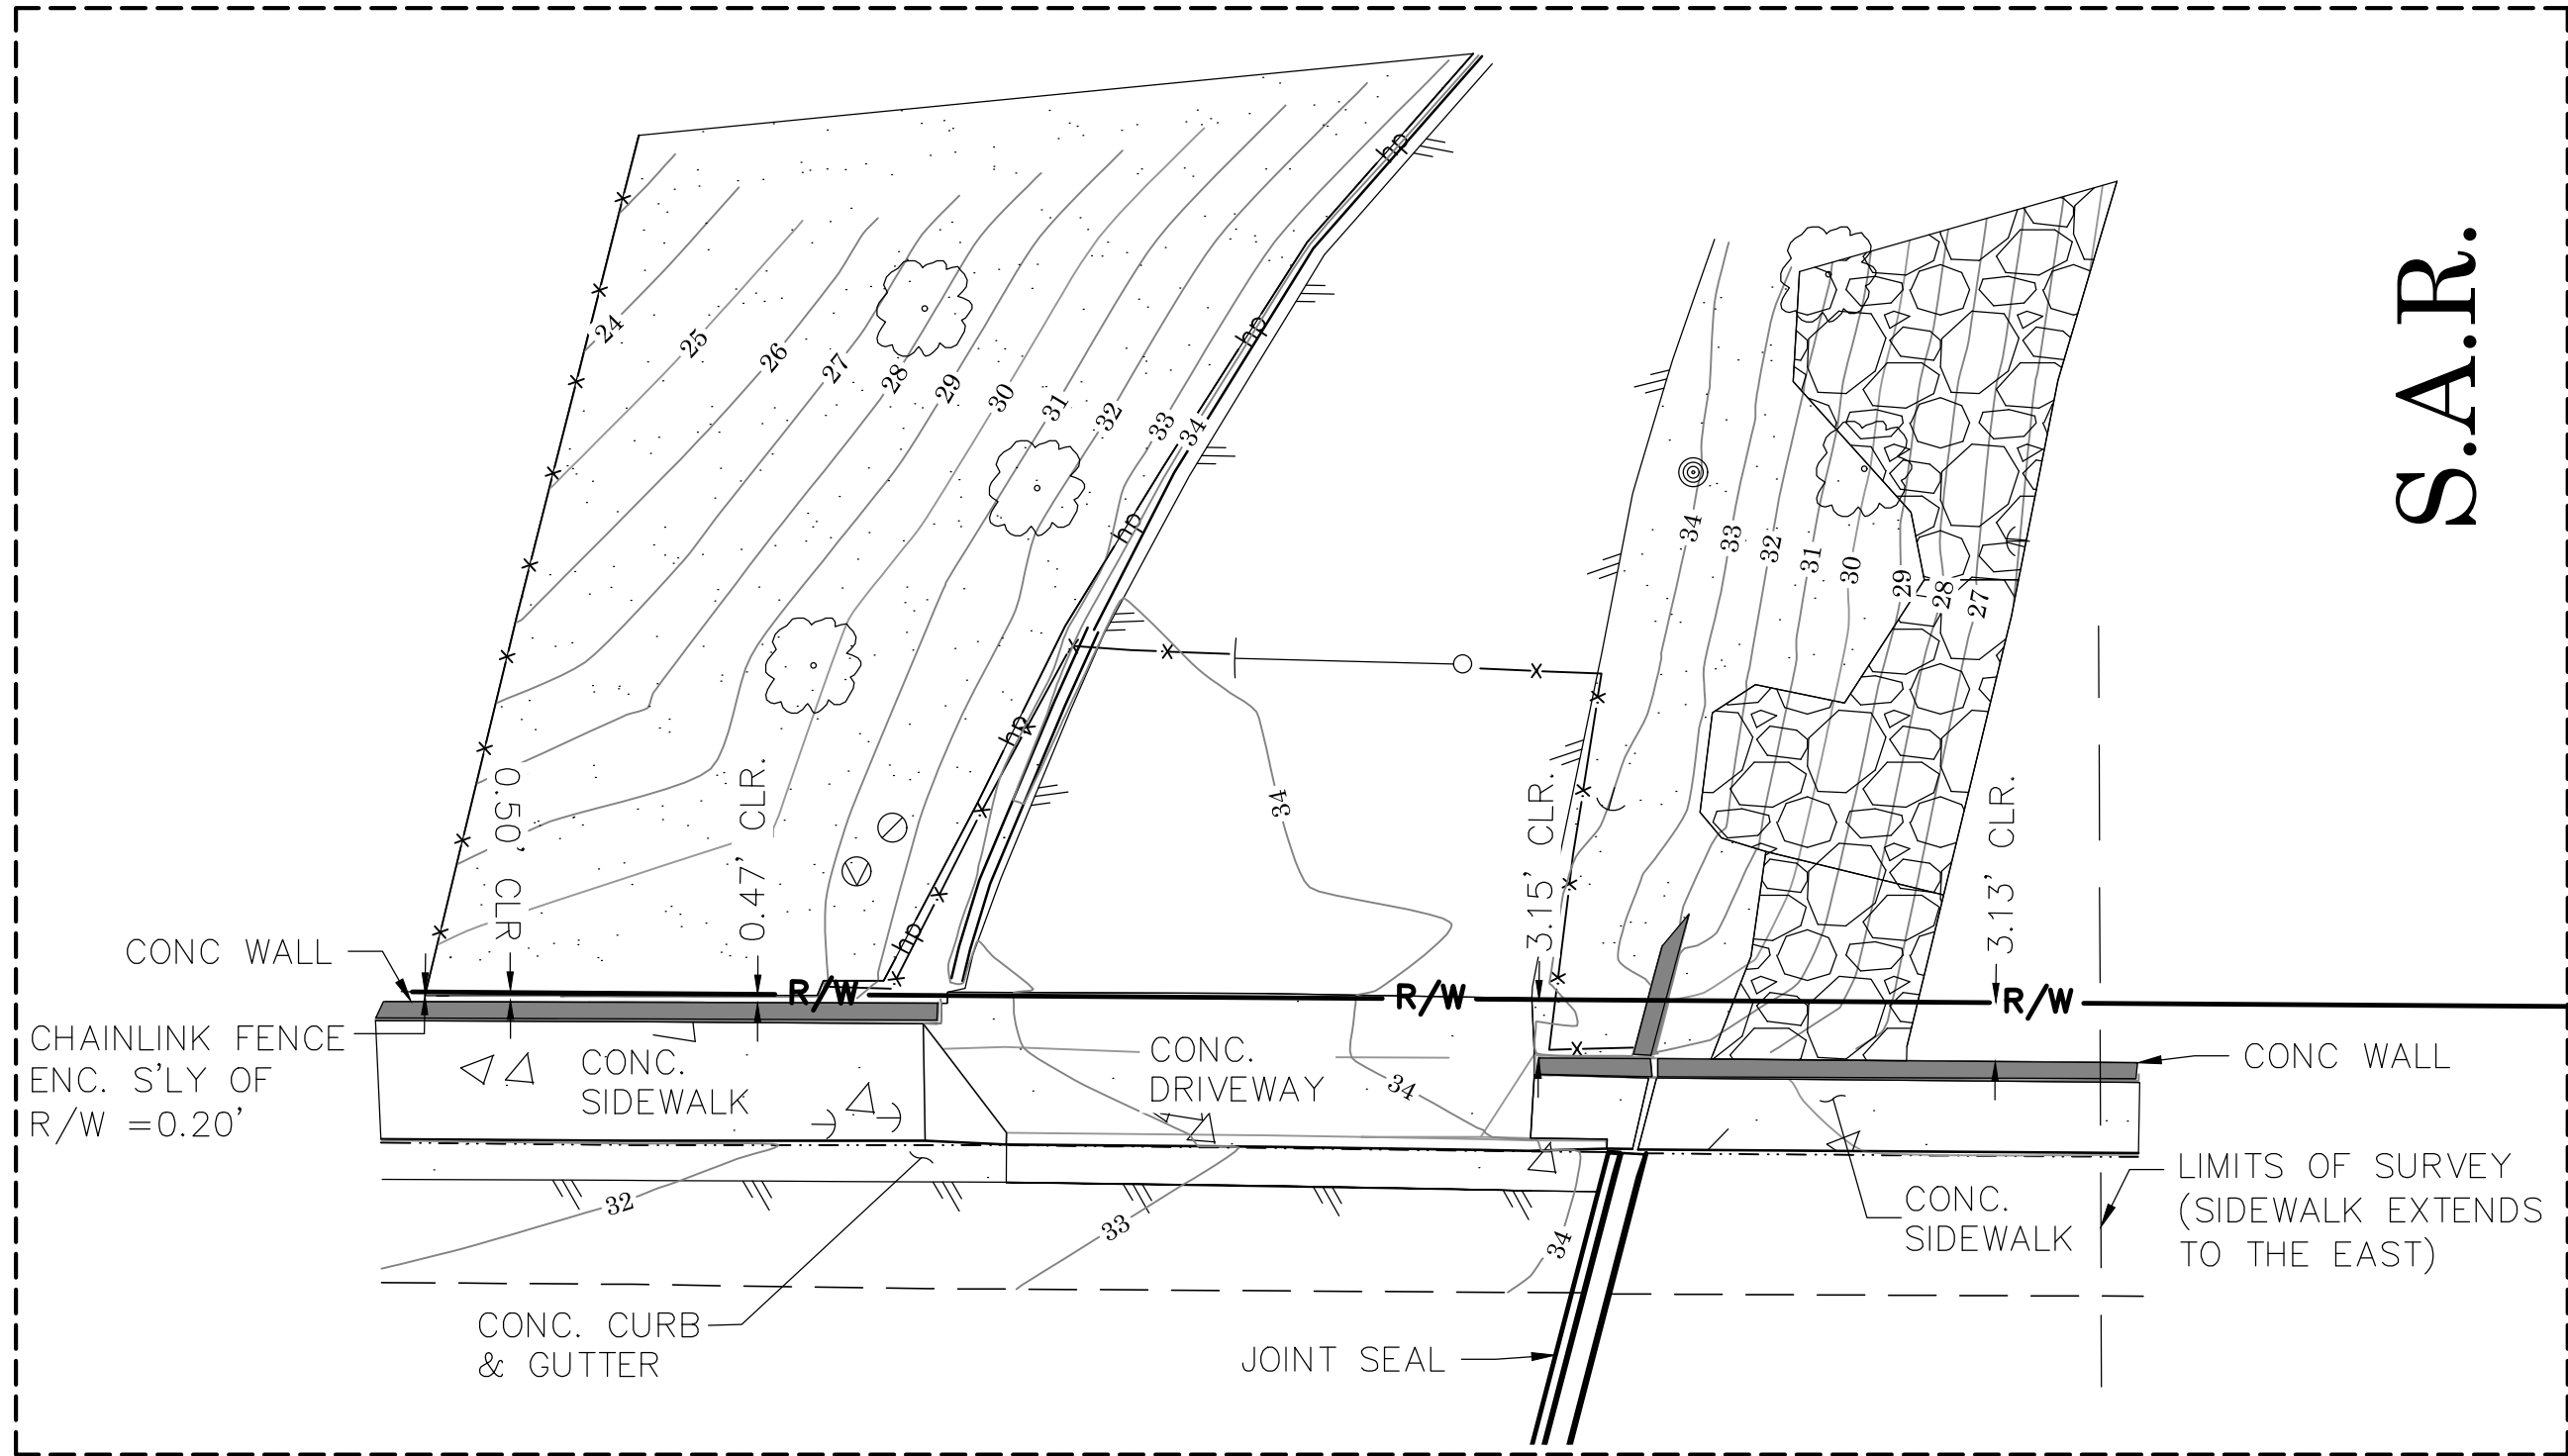 S.A.R.
hp
hp
hp
hp
hp
24
25
26
27
28
29
30
31
32
33
34
34
33
32
31
30
29
28
27
34
0.50' CLR
0.47' CLR.
3.15' CLR.
3.13' CLR.
CONC WALL
R/W
R/W
R/W
CHAINLINK FENCE
ENC. S'LY OF
R/W =0.20'
CONC.
SIDEWALK
CONC.
DRIVEWAY
34
CONC WALL
32
33
34
CONC.
SIDEWALK
LIMITS OF SURVEY
(SIDEWALK EXTENDS
TO THE EAST)
CONC. CURB
& GUTTER
JOINT SEAL